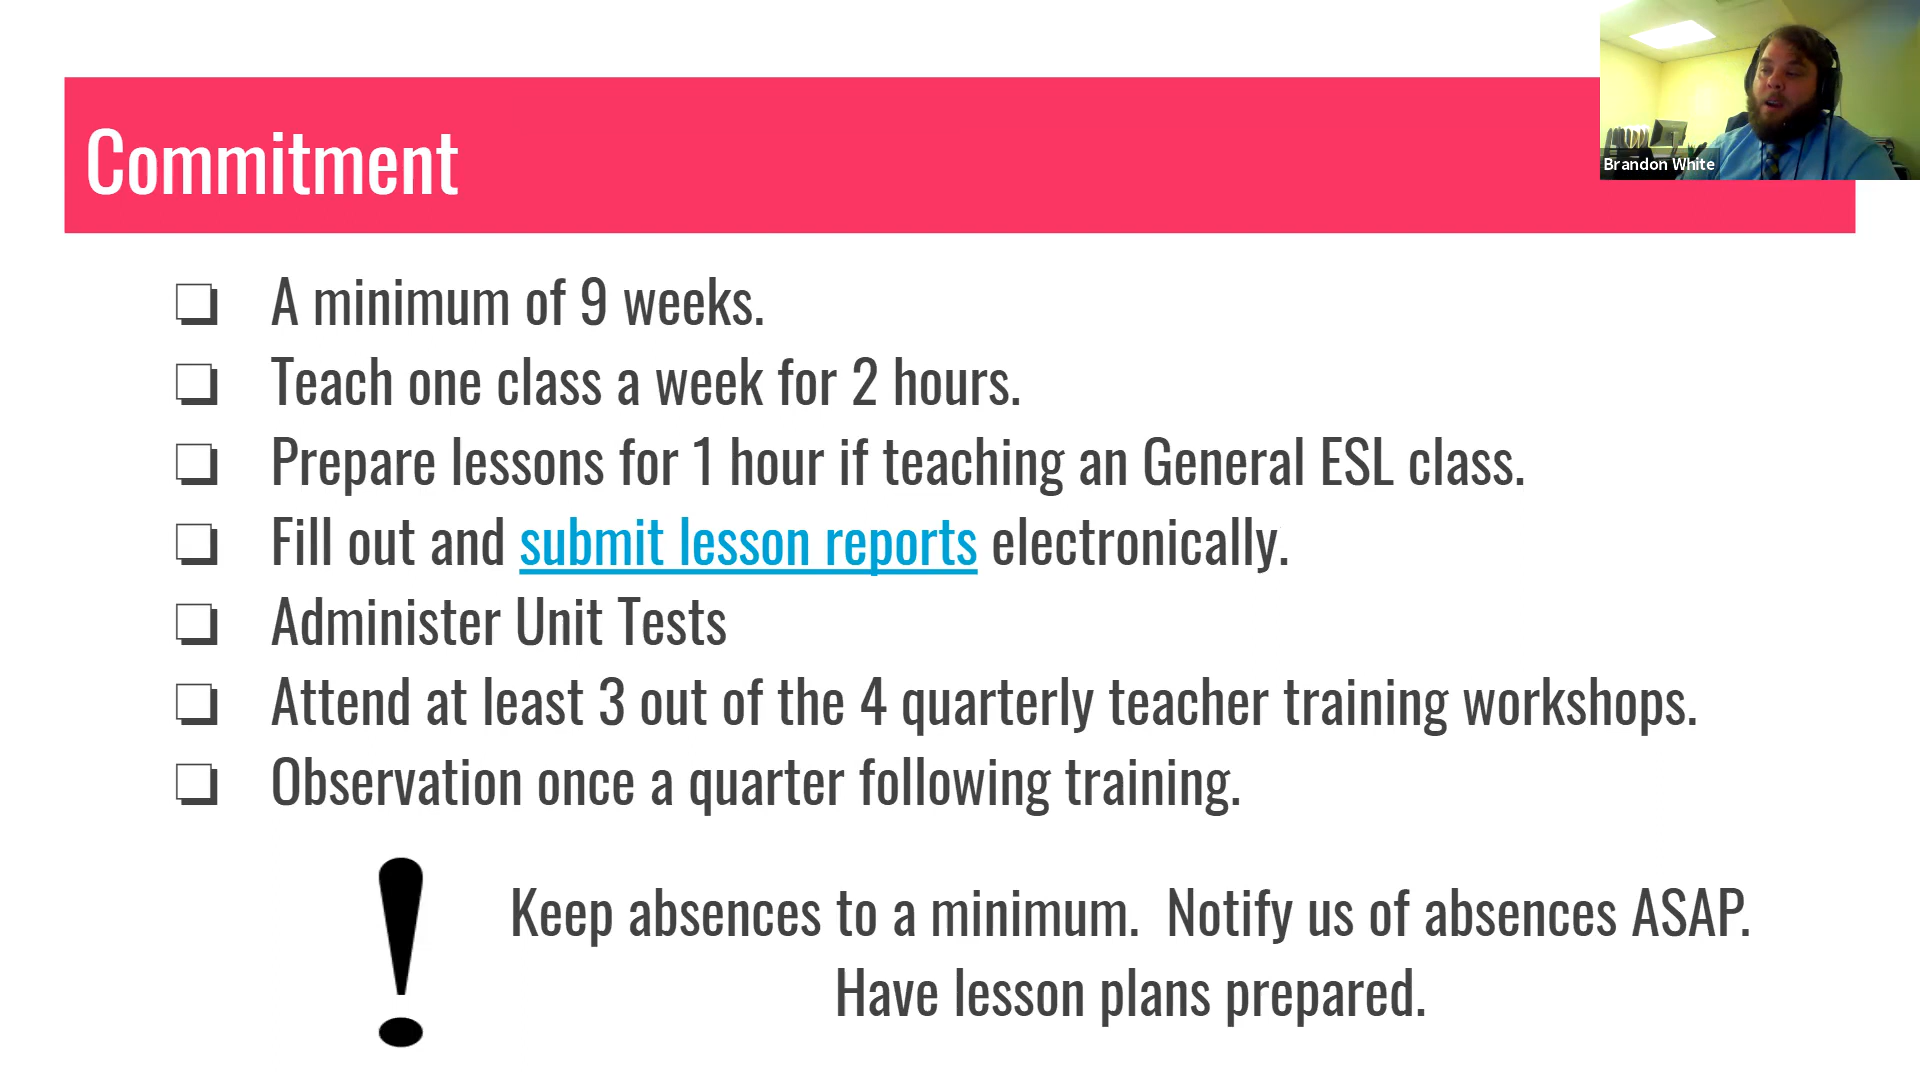 Commitment
Brandon White
❏ A minimum of 9 weeks.
❏ Teach one class a week for 2 hours.
❏ Prepare lessons for 1 hour if teaching an General ESL class.
❏ Fill out and submit lesson reports electronically.
❏ Administer Unit Tests
❏ Attend at least 3 out of the 4 quarterly teacher training workshops.
❏ Observation once a quarter following training.
! Keep absences to a minimum.  Notify us of absences ASAP.
Have lesson plans prepared.